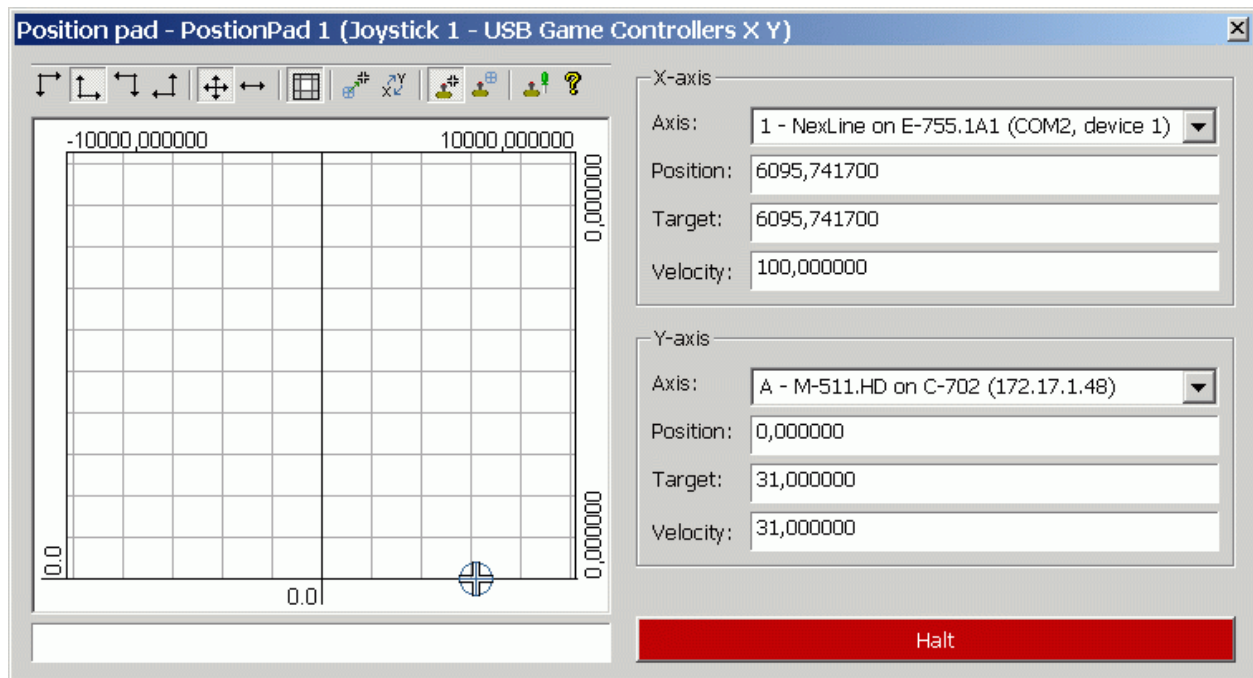 Position pad - PostionPad 1 (Joystick 1 - USB Game Controllers X Y)
-10000,000000
10000,000000
0,000000
0,000000
0.0
0.0
X-axis
Axis:
1 - NexLine on E-755.1A1 (COM2, device 1)
Position:
6095,741700
Target:
6095,741700
Velocity:
100,000000
Y-axis
Axis:
A - M-511.HD on C-702 (172.17.1.48)
Position:
0,000000
Target:
31,000000
Velocity:
31,000000
Halt